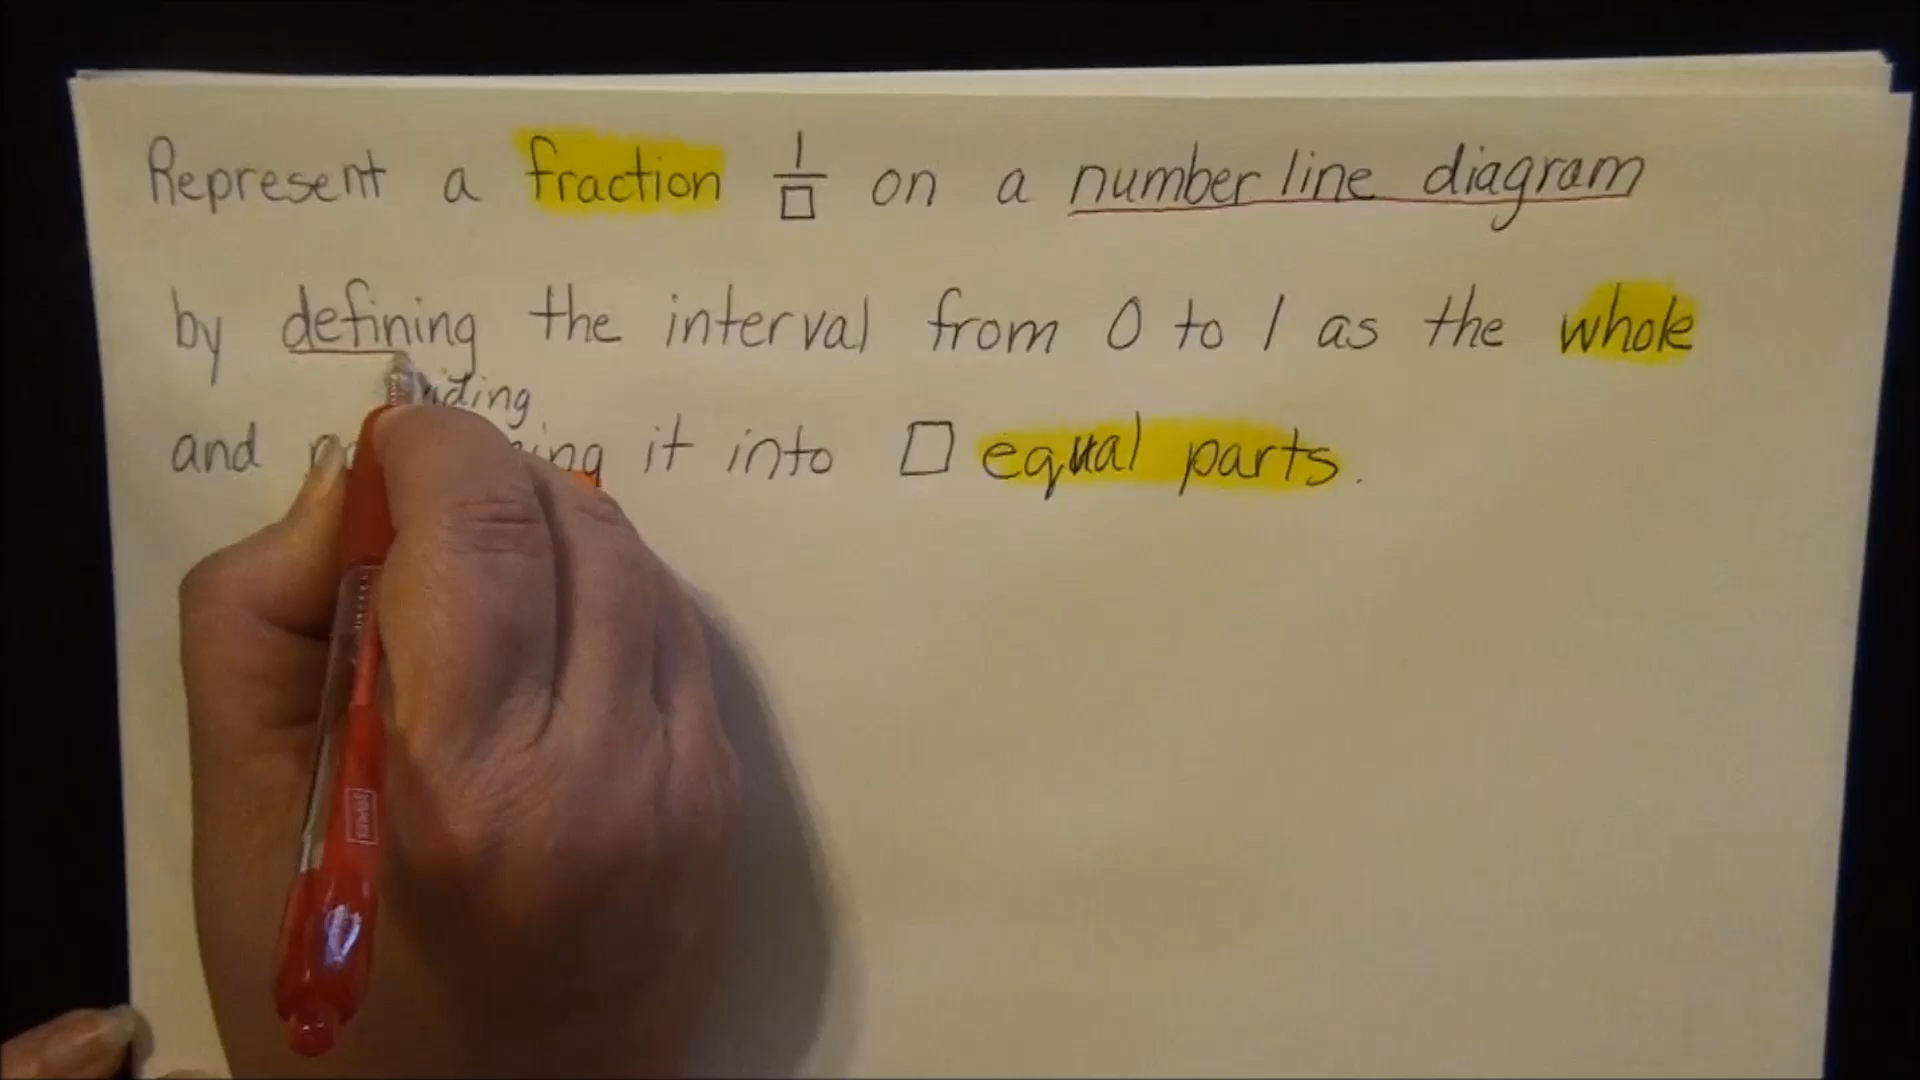 Represent a fraction 1/□ on a number line diagram
by defining the interval from 0 to 1 as the whole
and it into □ equal parts.